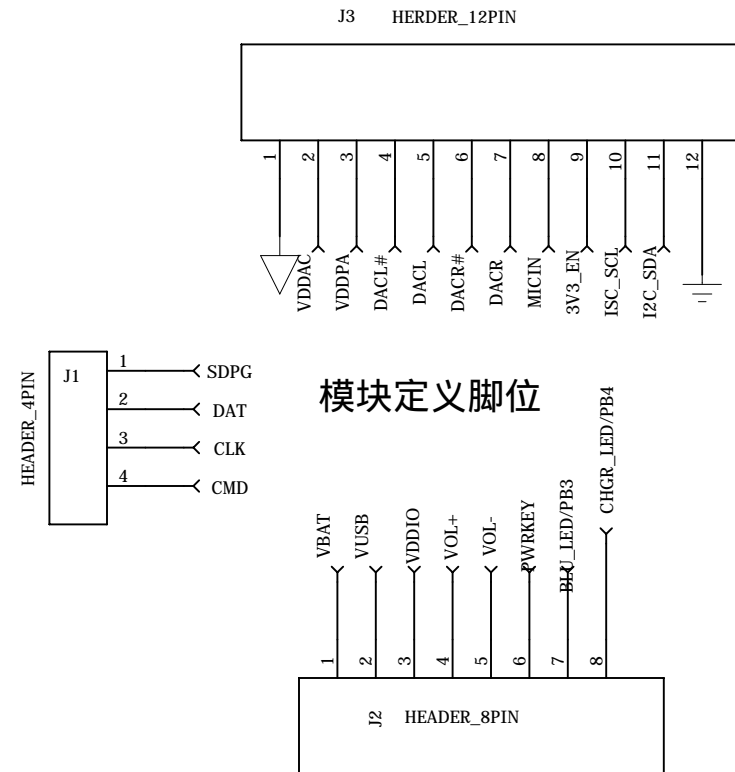 J3 HERDER_12PIN
1
2
3
4
5
6
7
8
9
10
11
12
VDDAC
VDDPA
DACL#
DACL
DACR#
DACR
MICIN
3V3_EN
ISC_SCL
I2C_SDA
J1
HEADER_4PIN
1 SDPG
2 DAT
3 CLK
4 CMD
模块定义脚位
VBAT
VUSB
VDDIO
VOL+
VOL-
PWRKEY
BLU_LED/PB3
CHGR_LED/PB4
1
2
3
4
5
6
7
8
J2 HEADER_8PIN